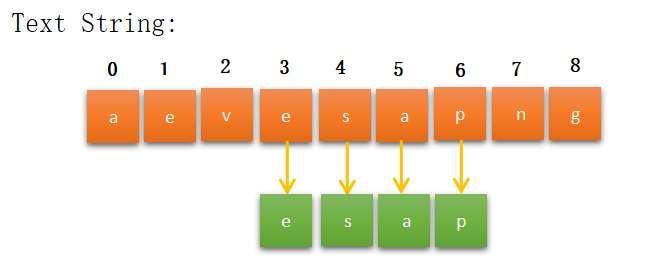 Text String:
0 1 2 3 4 5 6 7 8
a e v e s a p n g
e s a p